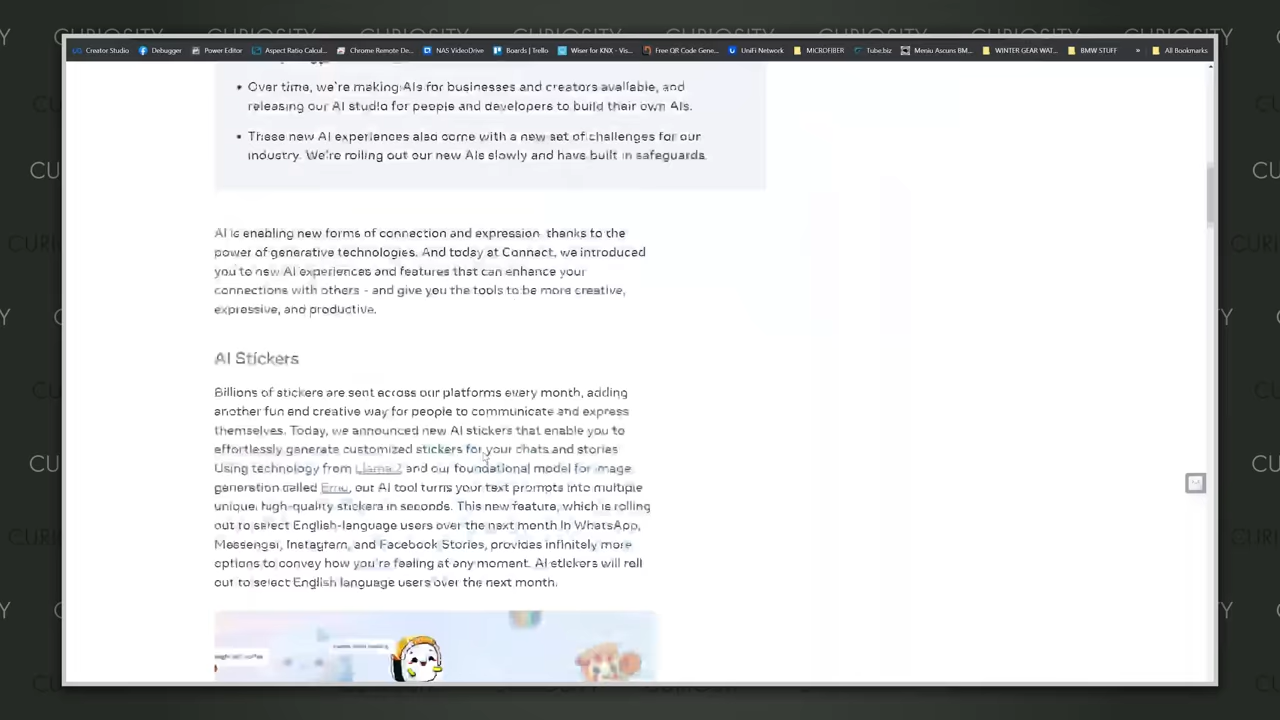 Creator Studio Debugger Power Editor Aspect Ratio Calcul... Chrome Remote De... NAS VideoDrive Boards | Trello Wiser for KNX - Vis... Free QR Code Gene... UniFi Network MICROFIBER Tube.biz Meniu Ascuns BM... WINTER GEAR WAT... BMW STUFF » All Bookmarks
• Over time, we're making AIs for businesses and creators available, and
releasing our AI studio for people and developers to build their own AIs.
• These new AI experiences also come with a new set of challenges for our
industry. We're rolling out our new AIs slowly and have built in safeguards.
AI is enabling new forms of connection and expression, thanks to the
power of generative technologies. And today at Connect, we introduced
you to new AI experiences and features that can enhance your
connections with others – and give you the tools to be more creative,
expressive, and productive.
AI Stickers
Billions of stickers are sent across our platforms every month, adding
another fun and creative way for people to communicate and express
themselves. Today, we announced new AI stickers that enable you to
effortlessly generate customized stickers for your chats and stories
Using technology from Llama 2 and our foundational model for image
generation called Emu, our AI tool turns your text prompts into multiple
unique, high-quality stickers in seconds. This new feature, which is rolling
out to select English-language users over the next month in WhatsApp,
Messenger, Instagram, and Facebook Stories, provides infinitely more
options to convey how you're feeling at any moment. AI stickers will roll
out to select English language users over the next month.
CURIOSITY